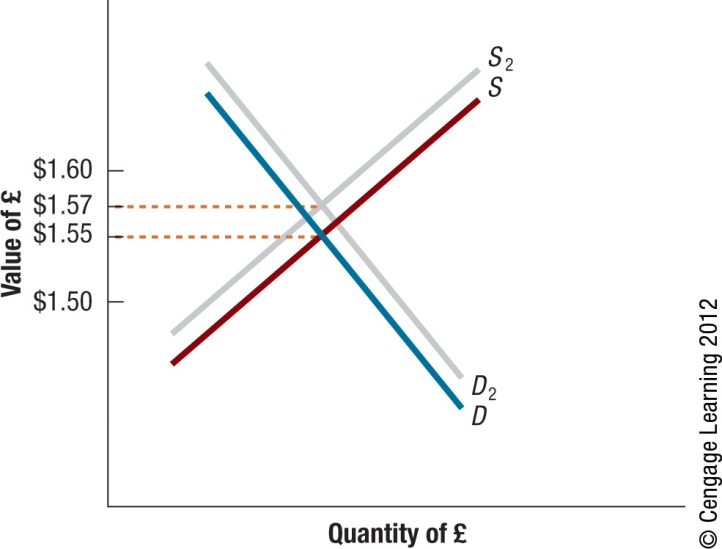 S2
S
$1.60
$1.57
$1.55
$1.50
Value of £
D2
D
Quantity of £
© Cengage Learning 2012